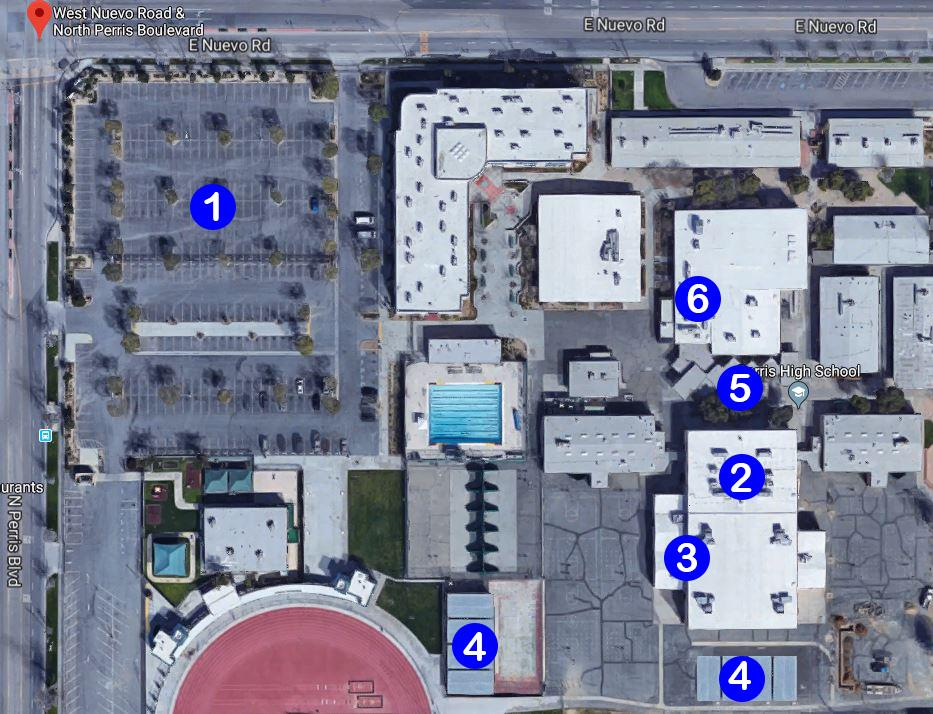 West Nuevo Road &
North Perris Boulevard
E Nuevo Rd
E Nuevo Rd
E Nuevo Rd
1
6
rris High School
5
2
urants
N Perris Blvd
3
4
4